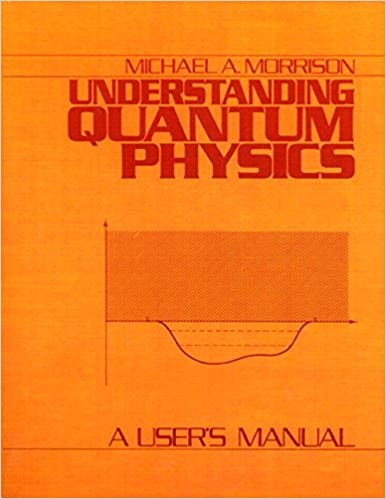 MICHAEL A. MORRISON
UNDERSTANDING
QUANTUM
PHYSICS
A USER'S MANUAL